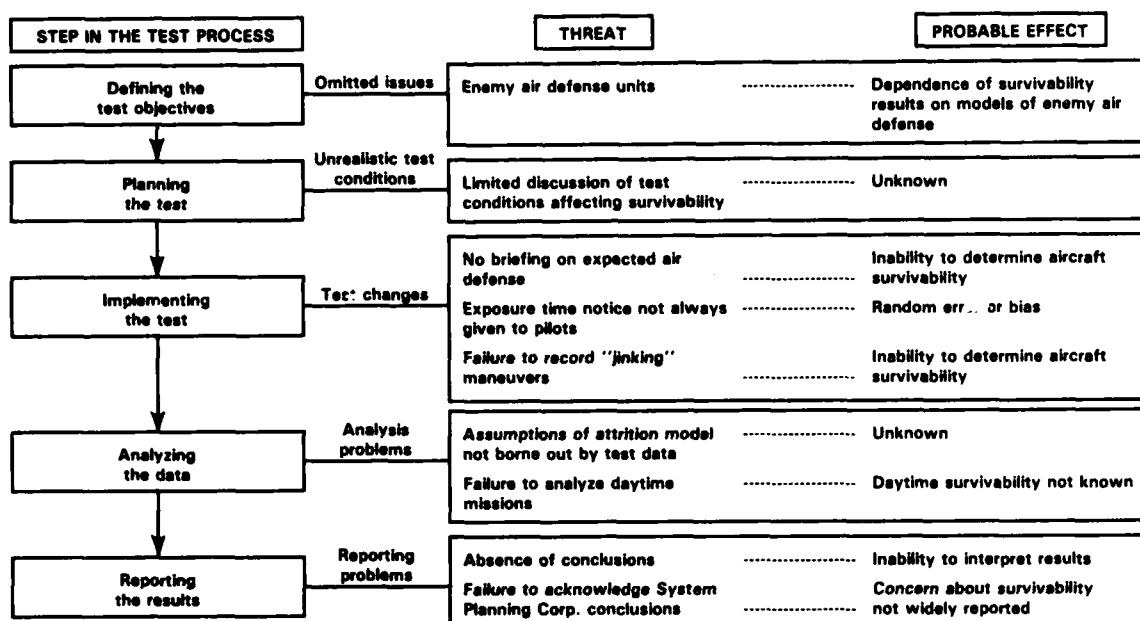 STEP IN THE TEST PROCESS
THREAT
PROBABLE EFFECT
Defining the
test objectives
Omitted issues
Enemy air defense units
Dependence of survivability
results on models of enemy air
defense
Planning
the test
Unrealistic test
conditions
Limited discussion of test
conditions affecting survivability
Unknown
Implementing
the test
Test changes
No briefing on expected air
defense
Inability to determine aircraft
survivability
Exposure time notice not always
given to pilots
Random or bias
Failure to record "jinking"
maneuvers
Inability to determine aircraft
survivability
Analyzing
the data
Analysis
problems
Assumptions of attrition model
not borne out by test data
Unknown
Failure to analyze daytime
missions
Daytime survivability not known
Reporting
the results
Reporting
problems
Absence of conclusions
Inability to interpret results
Failure to acknowledge System
Planning Corp. conclusions
Concern about survivability
not widely reported